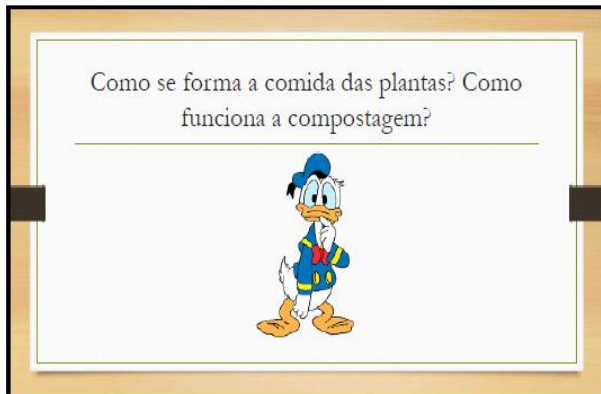 Como se forma a comida das plantas? Como
funciona a compostagem?